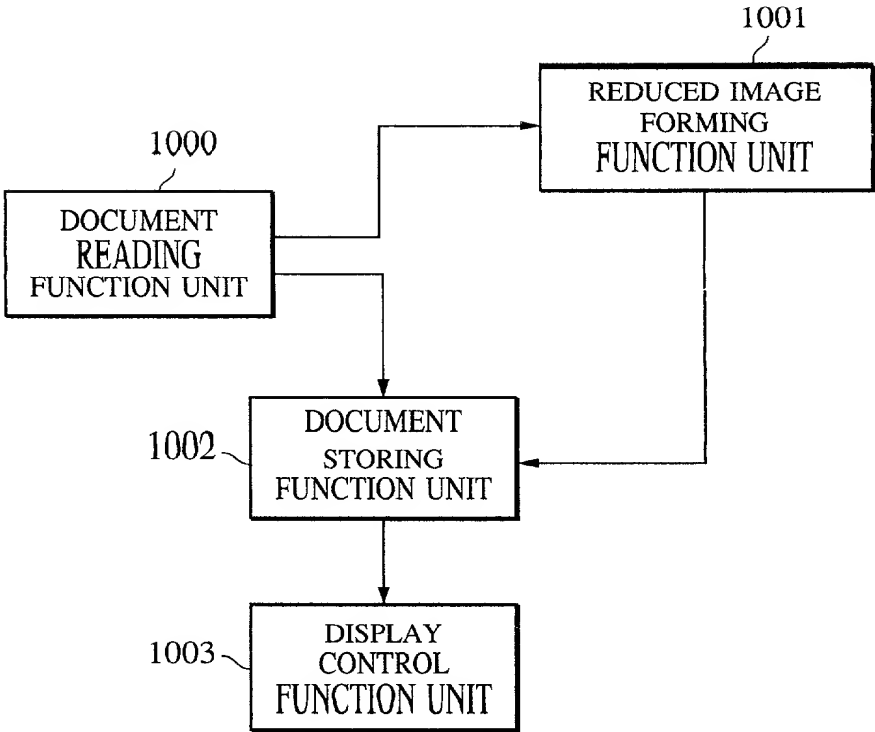 1001
REDUCED IMAGE
FORMING
FUNCTION UNIT
1000
DOCUMENT
READING
FUNCTION UNIT
1002
DOCUMENT
STORING
FUNCTION UNIT
1003
DISPLAY
CONTROL
FUNCTION UNIT